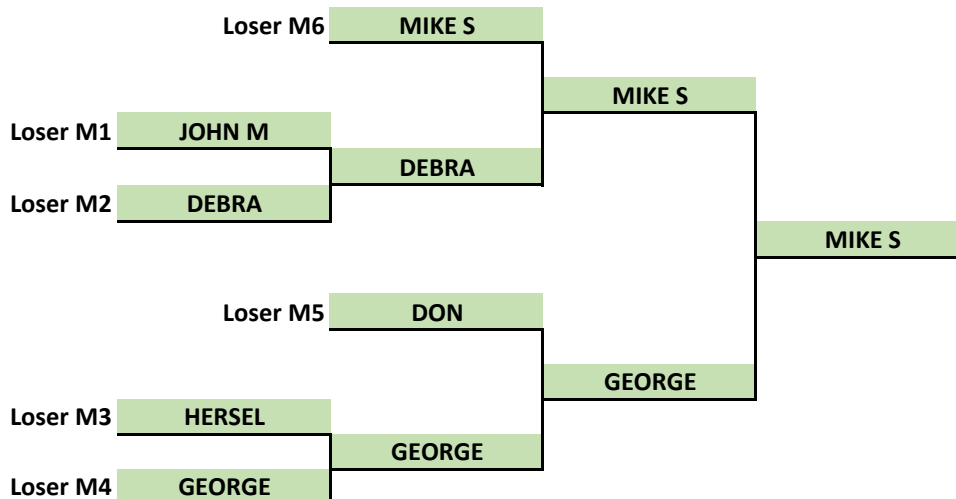 Loser M6 MIKE S
MIKE S
Loser M1 JOHN M
DEBRA
Loser M2 DEBRA
MIKE S
Loser M5 DON
GEORGE
Loser M3 HERSEL
GEORGE
Loser M4 GEORGE